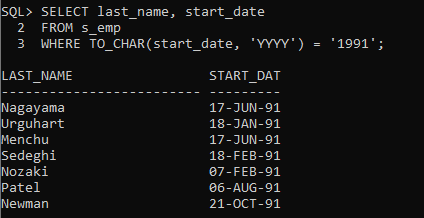 SQL> SELECT last_name, start_date
  2  FROM s_emp
  3  WHERE TO_CHAR(start_date, 'YYYY') = '1991';
LAST_NAME                 START_DAT
------------------------- ---------
Nagayama                  17-JUN-91
Urguhart                  18-JAN-91
Menchu                    17-JUN-91
Sedeghi                   18-FEB-91
Nozaki                    07-FEB-91
Patel                     06-AUG-91
Newman                    21-OCT-91